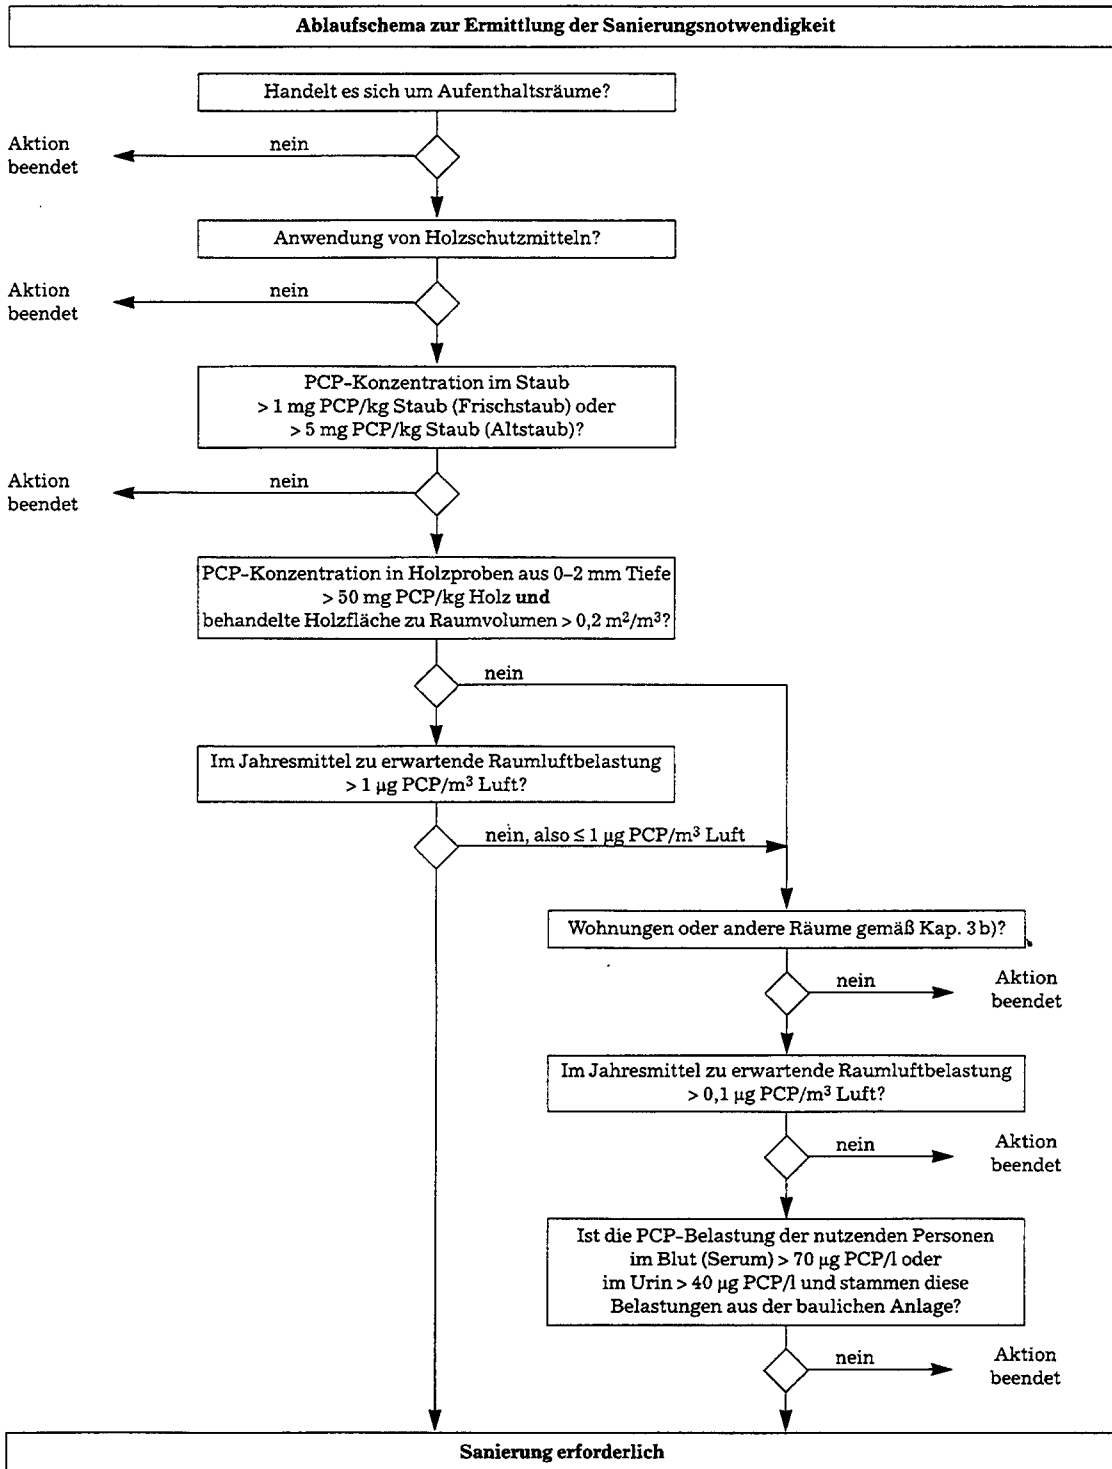 Ablaufschema zur Ermittlung der Sanierungsnotwendigkeit
Handelt es sich um Aufenthaltsräume?
nein
Aktion
beendet
Anwendung von Holzschutzmitteln?
nein
Aktion
beendet
PCP-Konzentration im Staub
> 1 mg PCP/kg Staub (Frischstaub) oder
> 5 mg PCP/kg Staub (Altstaub)?
nein
Aktion
beendet
PCP-Konzentration in Holzproben aus 0–2 mm Tiefe
> 50 mg PCP/kg Holz und
behandelte Holzfläche zu Raumvolumen > 0,2 m²/m³?
nein
Im Jahresmittel zu erwartende Raumluftbelastung
> 1 µg PCP/m³ Luft?
nein, also ≤ 1 µg PCP/m³ Luft
Wohnungen oder andere Räume gemäß Kap. 3 b)?
nein
Aktion
beendet
Im Jahresmittel zu erwartende Raumluftbelastung
> 0,1 µg PCP/m³ Luft?
nein
Aktion
beendet
Ist die PCP-Belastung der nutzenden Personen
im Blut (Serum) > 70 µg PCP/l oder
im Urin > 40 µg PCP/l und stammen diese
Belastungen aus der baulichen Anlage?
nein
Aktion
beendet
Sanierung erforderlich